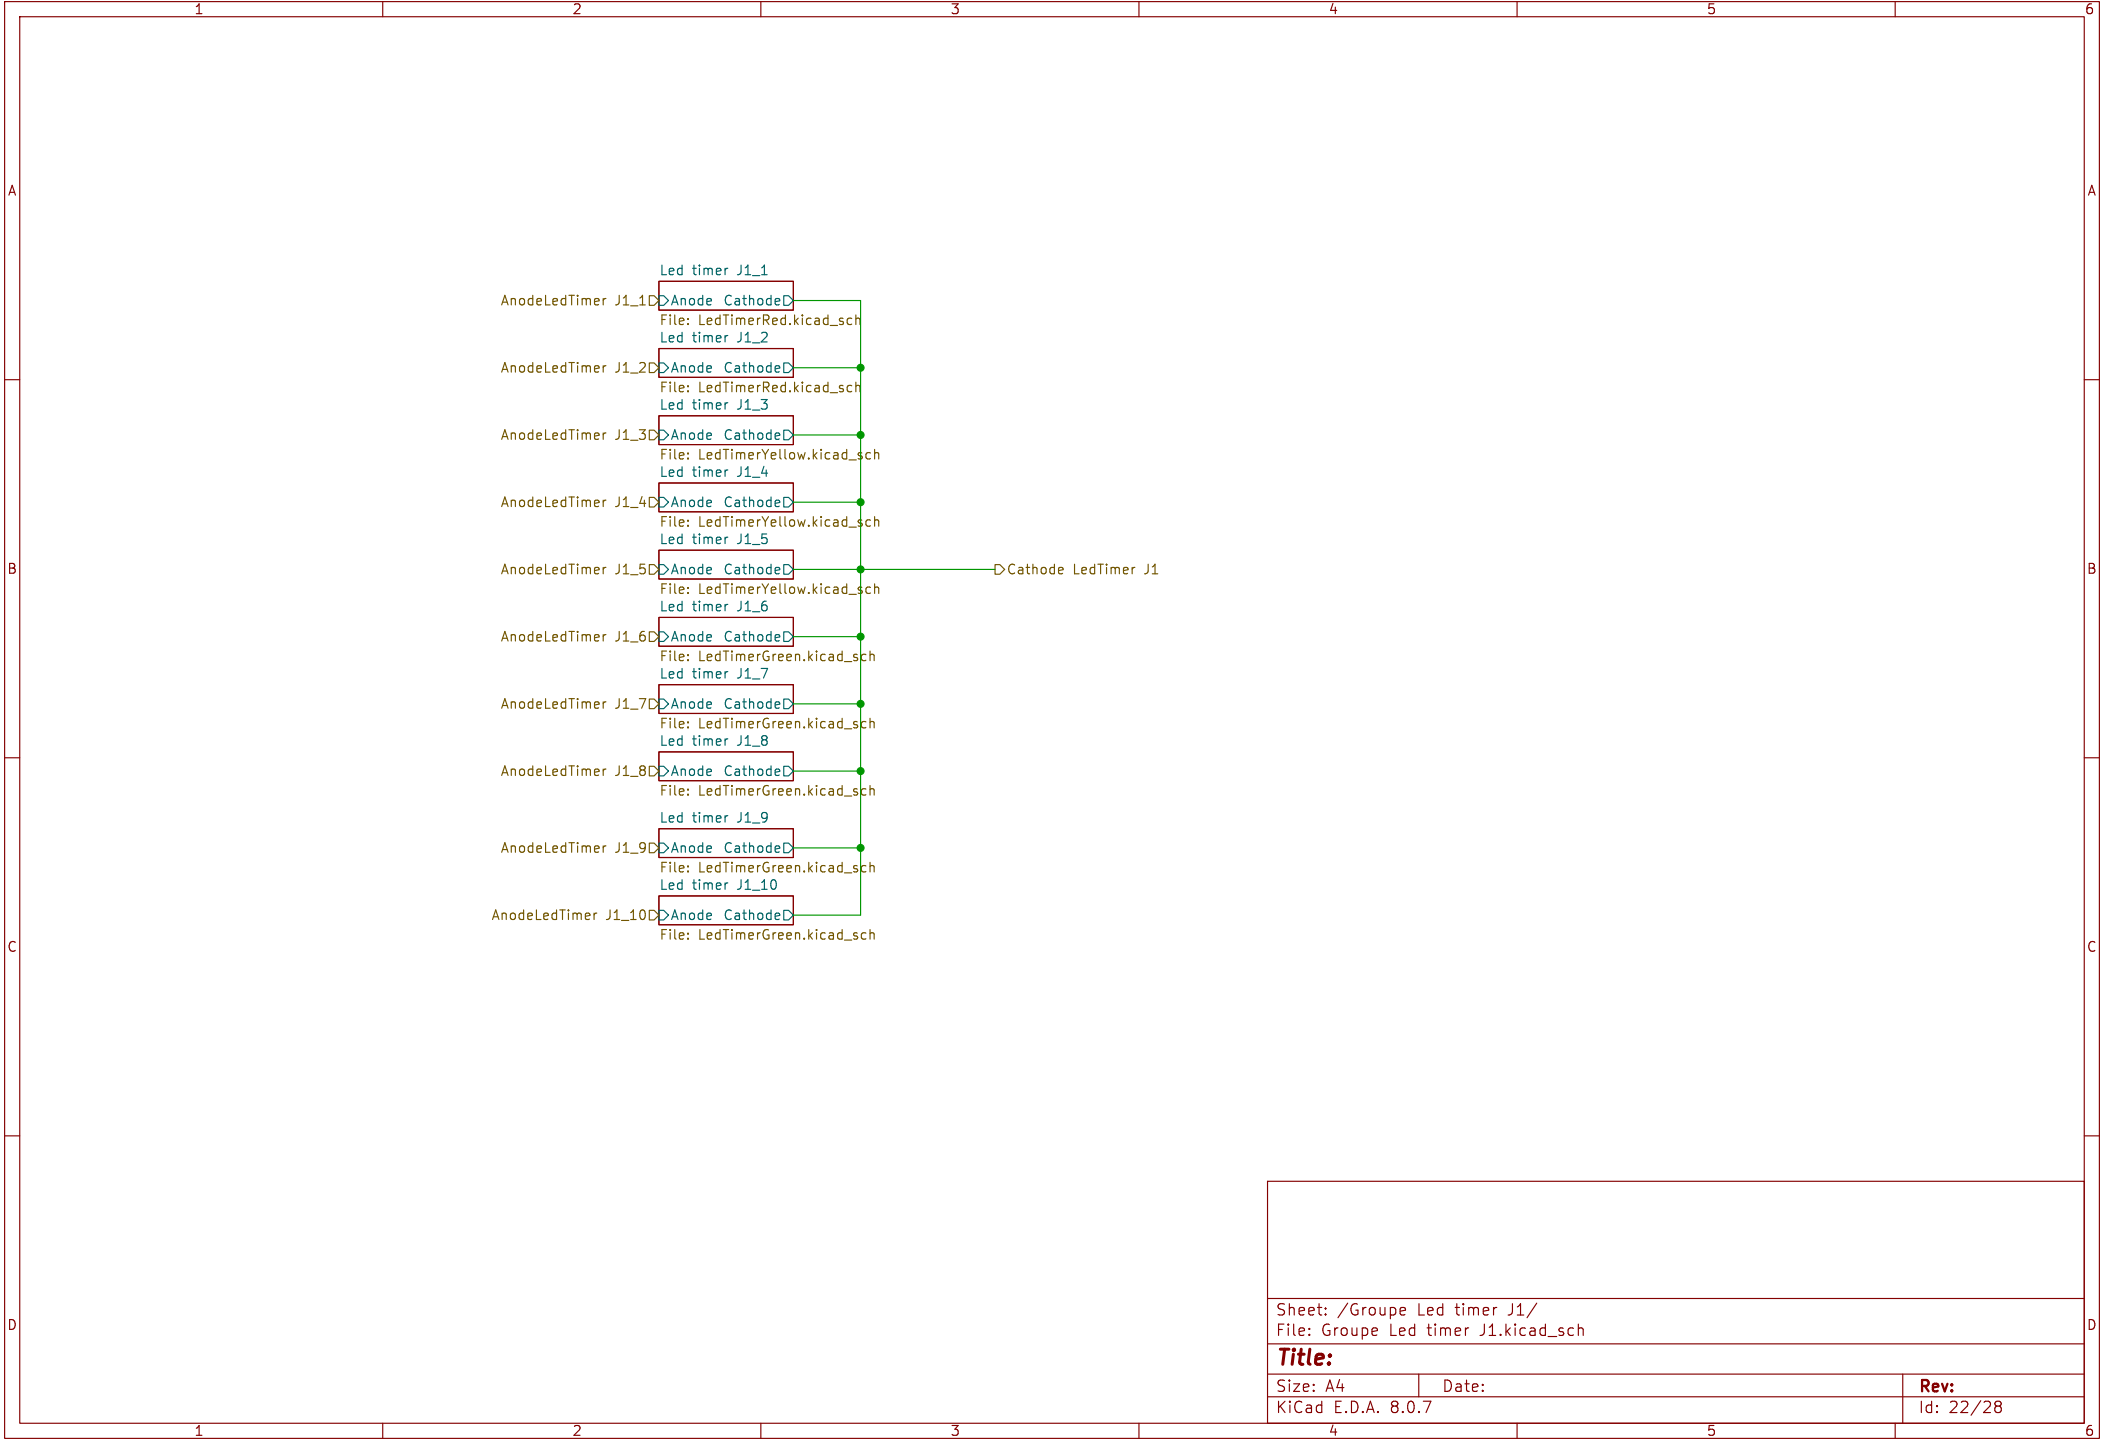 1 2 3 4 5 6
A A
Led timer J1_1
AnodeLedTimer J1_1 Anode Cathode
File: LedTimerRed.kicad_sch
Led timer J1_2
AnodeLedTimer J1_2 Anode Cathode
File: LedTimerRed.kicad_sch
Led timer J1_3
AnodeLedTimer J1_3 Anode Cathode
File: LedTimerYellow.kicad_sch
Led timer J1_4
AnodeLedTimer J1_4 Anode Cathode
File: LedTimerYellow.kicad_sch
Led timer J1_5
B AnodeLedTimer J1_5 Anode Cathode Cathode LedTimer J1 B
File: LedTimerYellow.kicad_sch
Led timer J1_6
AnodeLedTimer J1_6 Anode Cathode
File: LedTimerGreen.kicad_sch
Led timer J1_7
AnodeLedTimer J1_7 Anode Cathode
File: LedTimerGreen.kicad_sch
Led timer J1_8
AnodeLedTimer J1_8 Anode Cathode
File: LedTimerGreen.kicad_sch
Led timer J1_9
AnodeLedTimer J1_9 Anode Cathode
File: LedTimerGreen.kicad_sch
Led timer J1_10
AnodeLedTimer J1_10 Anode Cathode
File: LedTimerGreen.kicad_sch
C C
Sheet: /Groupe Led timer J1/
D D
File: Groupe Led timer J1.kicad_sch
Title:
Size: A4 Date: Rev:
KiCad E.D.A. 8.0.7 Id: 22/28
1 2 3 4 5 6